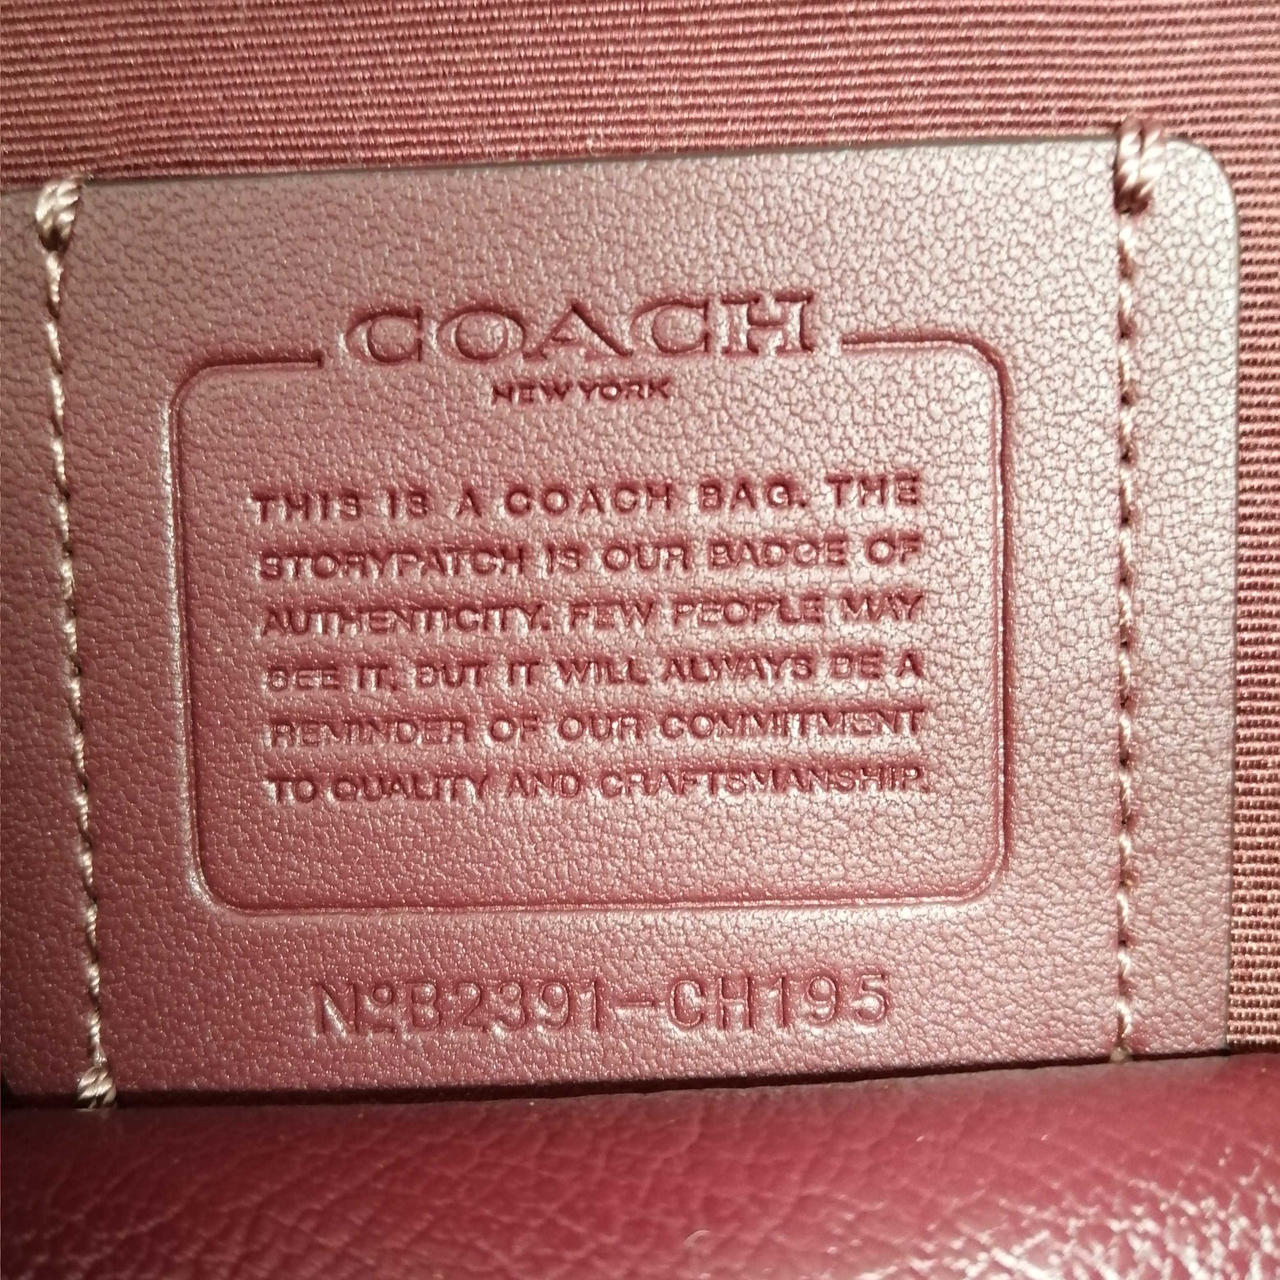 COACH
NEW YORK
THIS IS A COACH BAG. THE
STORYPATCH IS OUR BADGE OF
AUTHENTICITY. FEW PEOPLE MAY
SEE IT, BUT IT WILL ALWAYS BE A
REMINDER OF OUR COMMITMENT
TO QUALITY AND CRAFTSMANSHIP.
NºB2391-CH195